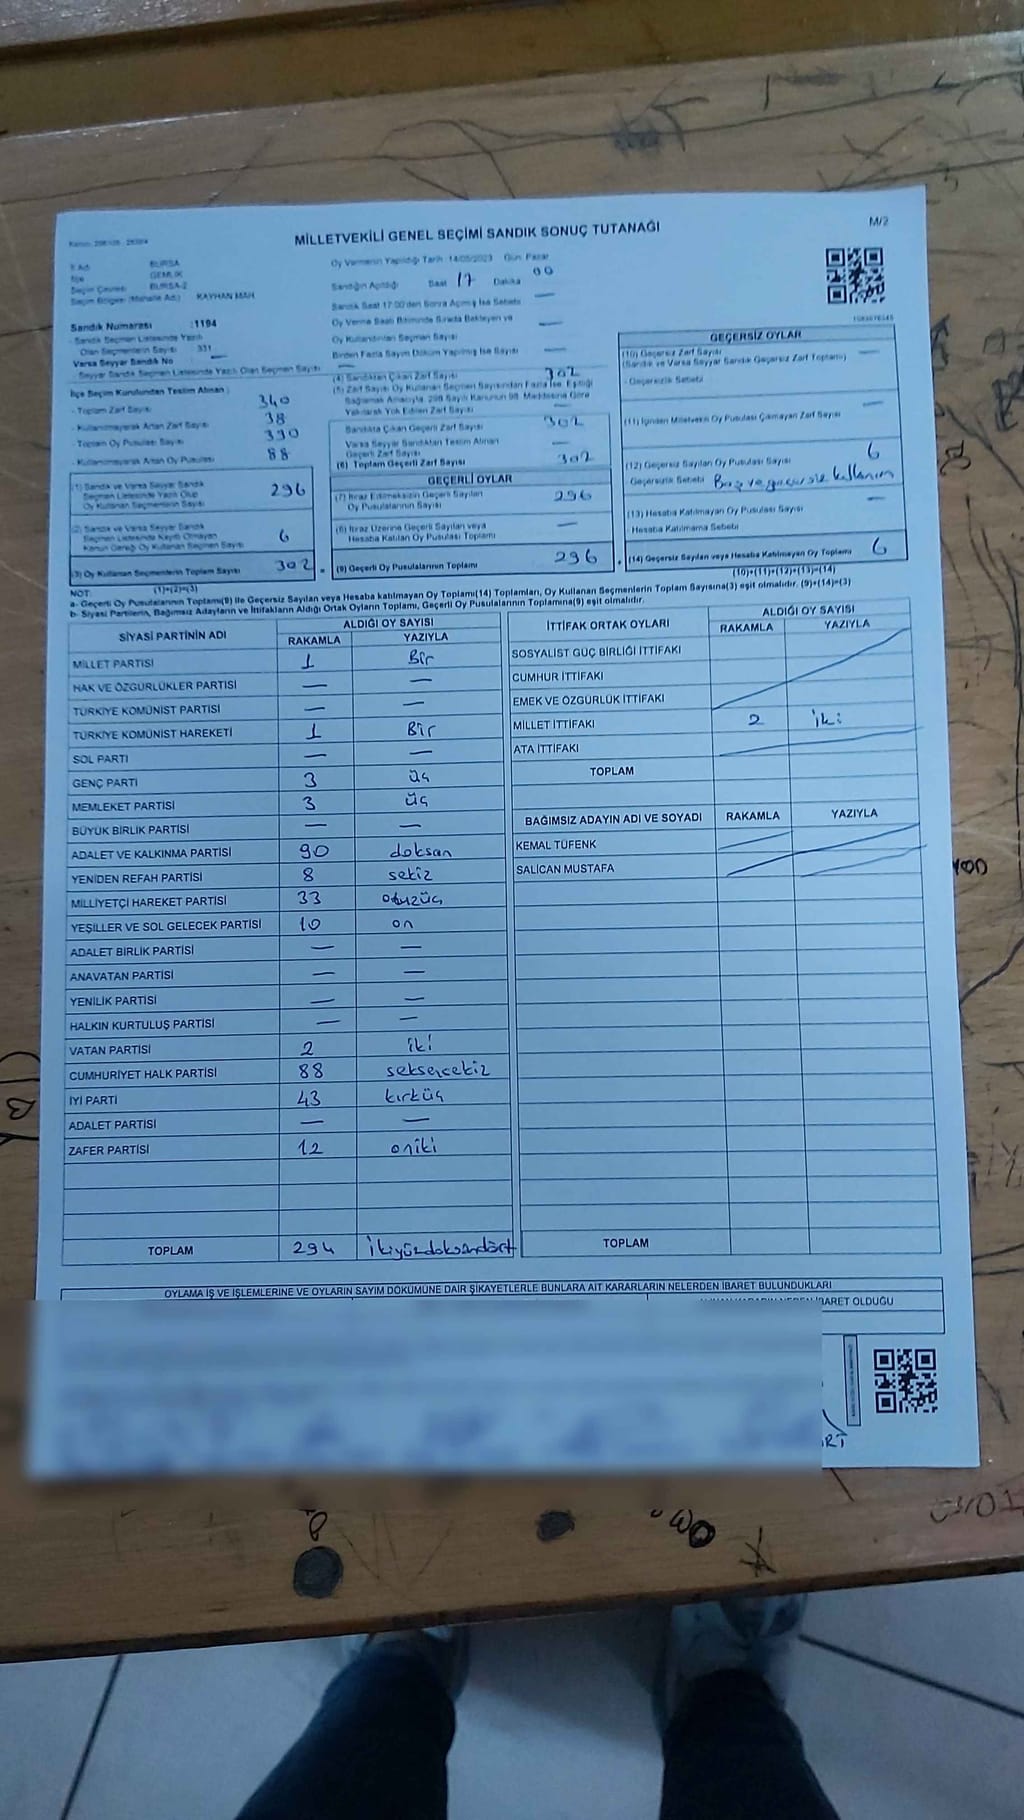 MİLLETVEKİLİ GENEL SEÇİMİ SANDIK SONUÇ TUTANAĞI
M/2
BURSA
GEMLİK
BURSA-2
Seçim Bölgesi (Mahalle Adı) : KAYHAN MAH
Sandık Numarası : 1194
Sandık Seçmen Listesinde Yazılı
Olan Seçmenlerin Sayısı : 331
Varsa Seyyar Sandık No —
- Seyyar Sandık Seçmen Listesinde Yazılı Olan Seçmen Sayısı —
İlçe Seçim Kurulundan Teslim Alınan :
- Toplam Zarf Sayısı 340
- Kullanılmayarak Artan Zarf Sayısı 38
- Toplam Oy Pusulası Sayısı 390
- Kullanılmayarak Artan Oy Pusulası 88
(1) Sandık ve Varsa Seyyar Sandık
Seçmen Listesinde Yazılı Olup
Oy Kullanan Seçmenlerin Sayısı 296
(2) Sandık ve Varsa Seyyar Sandık
Seçmen Listesinde Kayıtlı Olmayan
Kanun Gereği Oy Kullanan Seçmen Sayısı 6
(3) Oy Kullanan Seçmenlerin Toplam Sayısı 302
(1)+(2)=(3)
Oy Vermenin Yapıldığı Tarih : 14/05/2023 Gün: Pazar
Sandığın Açıldığı Saat 17 Dakika 00
Sandık Saat 17:00'den Sonra Açılmış İse Sebebi —
Oy Verme Saati Bitiminde Sırada Bekleyen ve
Oy Kullandırılan Seçmen Sayısı —
Birden Fazla Sayım Döküm Yapılmış İse Sayısı —
(4) Sandıktan Çıkan Zarf Sayısı 302
(5) Zarf Sayısı Oy Kullanan Seçmen Sayısından Fazla İse, Eşitliği
Sağlamak Amacıyla, 298 Sayılı Kanunun 98. Maddesine Göre
Yakılarak Yok Edilen Zarf Sayısı —
Sandıkta Çıkan Geçerli Zarf Sayısı 302
Varsa Seyyar Sandıktan Teslim Alınan
Geçerli Zarf Sayısı —
(6) Toplam Geçerli Zarf Sayısı 302
GEÇERLİ OYLAR
(7) İtiraz Edilmeksizin Geçerli Sayılan
Oy Pusulalarının Sayısı 296
(8) İtiraz Üzerine Geçerli Sayılan veya
Hesaba Katılan Oy Pusulası Toplamı —
(9) Geçerli Oy Pusulalarının Toplamı 296
GEÇERSİZ OYLAR
(10) Geçersiz Zarf Sayısı
(Sandık ve Varsa Seyyar Sandık Geçersiz Zarf Toplamı) —
- Geçersizlik Sebebi
(11) İçinden Milletvekili Oy Pusulası Çıkmayan Zarf Sayısı —
(12) Geçersiz Sayılan Oy Pusulası Sayısı 6
Geçersizlik Sebebi Boş ve geçersiz kullanım
(13) Hesaba Katılmayan Oy Pusulası Sayısı —
- Hesaba Katılmama Sebebi
(14) Geçersiz Sayılan veya Hesaba Katılmayan Oy Toplamı 6
(10)+(11)+(12)+(13)=(14)
NOT:
a- Geçerli Oy Pusulalarının Toplamı(9) ile Geçersiz Sayılan veya Hesaba Katılmayan Oy Toplamı(14) Toplamları, Oy Kullanan Seçmenlerin Toplam Sayısına(3) eşit olmalıdır. (9)+(14)=(3)
b- Siyasi Partilerin, Bağımsız Adayların ve İttifakların Aldığı Ortak Oyların Toplamı, Geçerli Oy Pusulalarının Toplamına(9) eşit olmalıdır.
SİYASİ PARTİNİN ADI ALDIĞI OY SAYISI
RAKAMLA YAZIYLA
MİLLET PARTİSİ 1 Bir
HAK VE ÖZGÜRLÜKLER PARTİSİ — —
TÜRKİYE KOMÜNİST PARTİSİ — —
TÜRKİYE KOMÜNİST HAREKETİ 1 Bir
SOL PARTİ — —
GENÇ PARTİ 3 üç
MEMLEKET PARTİSİ 3 üç
BÜYÜK BİRLİK PARTİSİ — —
ADALET VE KALKINMA PARTİSİ 90 doksan
YENİDEN REFAH PARTİSİ 8 sekiz
MİLLİYETÇİ HAREKET PARTİSİ 33 otuzüç
YEŞİLLER VE SOL GELECEK PARTİSİ 10 on
ADALET BİRLİK PARTİSİ — —
ANAVATAN PARTİSİ — —
YENİLİK PARTİSİ — —
HALKIN KURTULUŞ PARTİSİ — —
VATAN PARTİSİ 2 iki
CUMHURİYET HALK PARTİSİ 88 seksensekiz
İYİ PARTİ 43 kırküç
ADALET PARTİSİ — —
ZAFER PARTİSİ 12 oniki
TOPLAM 294 ikiyüzdoksandört
İTTİFAK ORTAK OYLARI ALDIĞI OY SAYISI
RAKAMLA YAZIYLA
SOSYALİST GÜÇ BİRLİĞİ İTTİFAKI
CUMHUR İTTİFAKI
EMEK VE ÖZGÜRLÜK İTTİFAKI
MİLLET İTTİFAKI 2 iki
ATA İTTİFAKI
TOPLAM
BAĞIMSIZ ADAYIN ADI VE SOYADI RAKAMLA YAZIYLA
KEMAL TÜFENK
SALİCAN MUSTAFA
TOPLAM
OYLAMA İŞ VE İŞLEMLERİNE VE OYLARIN SAYIM DÖKÜMÜNE DAİR ŞİKAYETLERLE BUNLARA AİT KARARLARIN NELERDEN İBARET BULUNDUKLARI
İBARET OLDUĞU